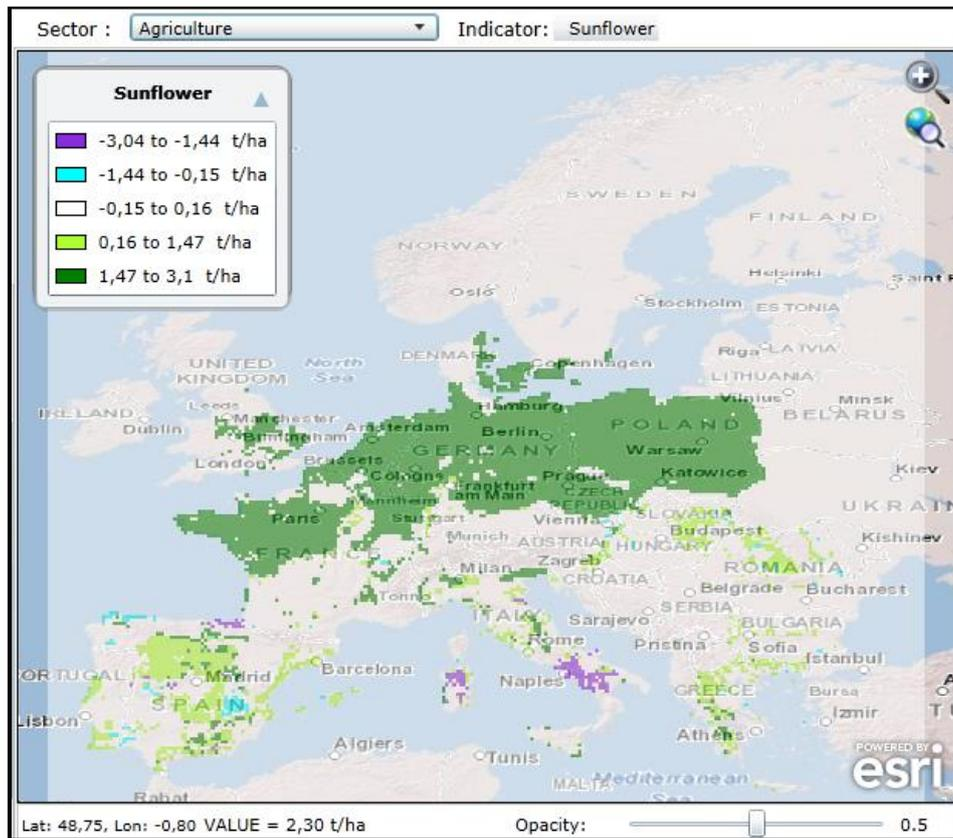 Sector : Agriculture Indicator: Sunflower
Sunflower
-3,04 to -1,44 t/ha
-1,44 to -0,15 t/ha
-0,15 to 0,16 t/ha
0,16 to 1,47 t/ha
1,47 to 3,1 t/ha
SWEDEN
FINLAND
NORWAY
Helsinki
Saint
Oslo
Stockholm
ESTONIA
DENMARK
Copenhagen
Riga
LATVIA
UNITED
KINGDOM
North
Sea
LITHUANIA
Vilnius
Minsk
BELARUS
IRELAND
Dublin
Leeds
Manchester
Birmingham
Hamburg
Amsterdam
Berlin
POLAND
Warsaw
London
Brussels
GERMANY
Cologne
Frankfurt
am Main
Prague
Katowice
Kiev
CZECH
REPUBLIC
Mannheim
Paris
Stuttgart
Vienna
SLOVAKIA
Budapest
Munich
AUSTRIA
HUNGARY
Kishinev
FRANCE
Zagreb
Milan
ROMANIA
CROATIA
Torino
Belgrade
Bucharest
SERBIA
ITALY
Sarajevo
BULGARIA
Rome
Pristina
Sofia
Istanbul
PORTUGAL
Madrid
Barcelona
Naples
SPAIN
GREECE
Bursa
Lisbon
Izmir
Algiers
Tunis
Athens
Rabat
MALTA
Mediterranean
Sea
POWERED BY
esri
Lat: 48,75, Lon: -0,80 VALUE = 2,30 t/ha Opacity: 0.5